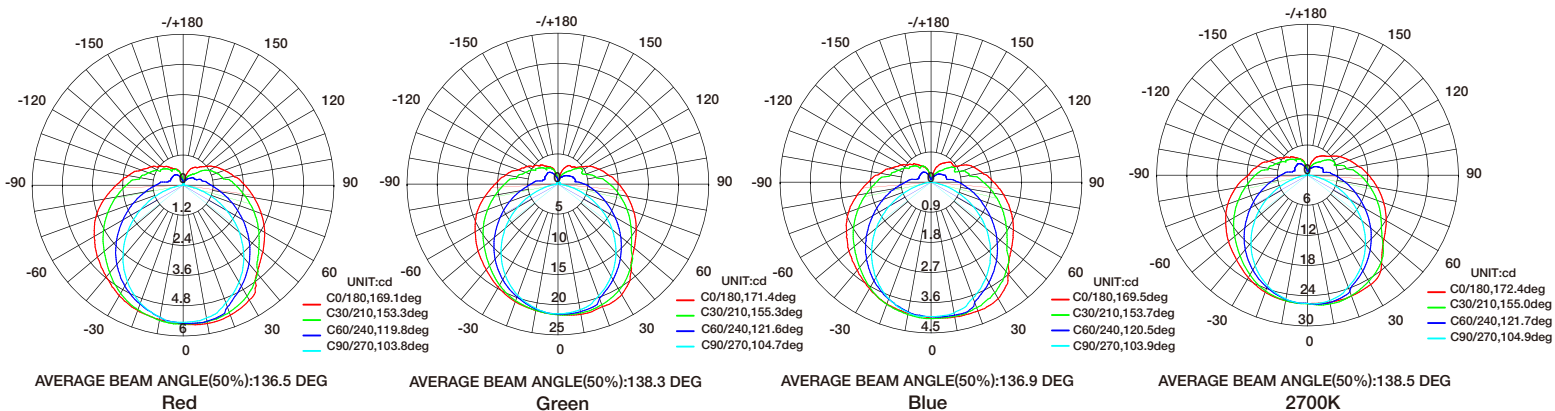 -/+180
-150
150
-120
120
-90
90
-60
60
-30
30
0
1.2
2.4
3.6
4.8
6
UNIT:cd
C0/180,169.1deg
C30/210,153.3deg
C60/240,119.8deg
C90/270,103.8deg
AVERAGE BEAM ANGLE(50%):136.5 DEG
Red
-/+180
-150
150
-120
120
-90
90
-60
60
-30
30
0
5
10
15
20
25
UNIT:cd
C0/180,171.4deg
C30/210,155.3deg
C60/240,121.6deg
C90/270,104.7deg
AVERAGE BEAM ANGLE(50%):138.3 DEG
Green
-/+180
-150
150
-120
120
-90
90
-60
60
-30
30
0
0.9
1.8
2.7
3.6
4.5
UNIT:cd
C0/180,169.5deg
C30/210,153.7deg
C60/240,120.5deg
C90/270,103.9deg
AVERAGE BEAM ANGLE(50%):136.9 DEG
Blue
-/+180
-150
150
-120
120
-90
90
-60
60
-30
30
0
6
12
18
24
30
UNIT:cd
C0/180,172.4deg
C30/210,155.0deg
C60/240,121.7deg
C90/270,104.9deg
AVERAGE BEAM ANGLE(50%):138.5 DEG
2700K